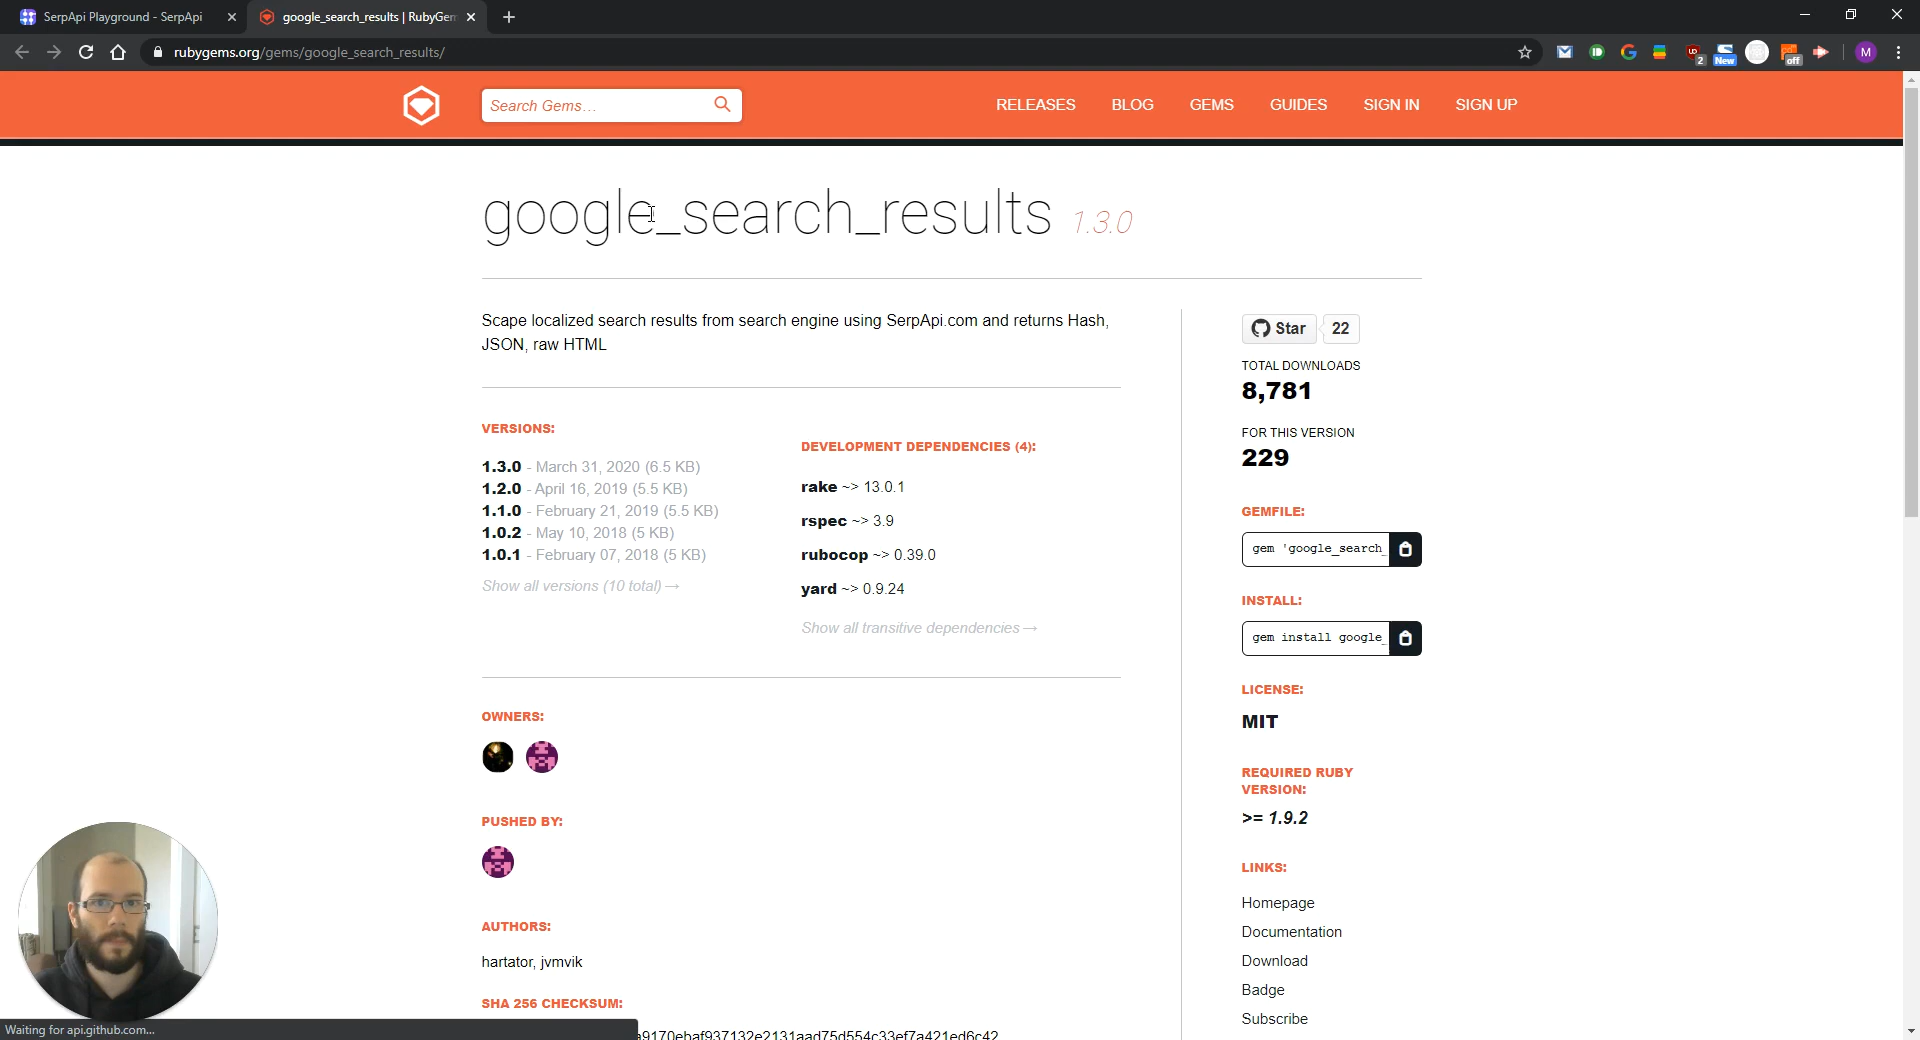 SerpApi Playground - SerpApi
google_search_results | RubyGem
rubygems.org/gems/google_search_results/
2
New
off
M
Search Gems…
RELEASES
BLOG
GEMS
GUIDES
SIGN IN
SIGN UP
google_search_results 1.3.0
Scape localized search results from search engine using SerpApi.com and returns Hash,
JSON, raw HTML
VERSIONS:
1.3.0 - March 31, 2020 (6.5 KB)
1.2.0 - April 16, 2019 (5.5 KB)
1.1.0 - February 21, 2019 (5.5 KB)
1.0.2 - May 10, 2018 (5 KB)
1.0.1 - February 07, 2018 (5 KB)
Show all versions (10 total) →
DEVELOPMENT DEPENDENCIES (4):
rake ~> 13.0.1
rspec ~> 3.9
rubocop ~> 0.39.0
yard ~> 0.9.24
Show all transitive dependencies →
OWNERS:
PUSHED BY:
AUTHORS:
hartator, jvmvik
SHA 256 CHECKSUM:
a9170ebaf937132e2131aad75d554c33ef7a421ed6c42
Star 22
TOTAL DOWNLOADS
8,781
FOR THIS VERSION
229
GEMFILE:
gem 'google_search_
INSTALL:
gem install google_
LICENSE:
MIT
REQUIRED RUBY
VERSION:
>= 1.9.2
LINKS:
Homepage
Documentation
Download
Badge
Subscribe
Waiting for api.github.com...